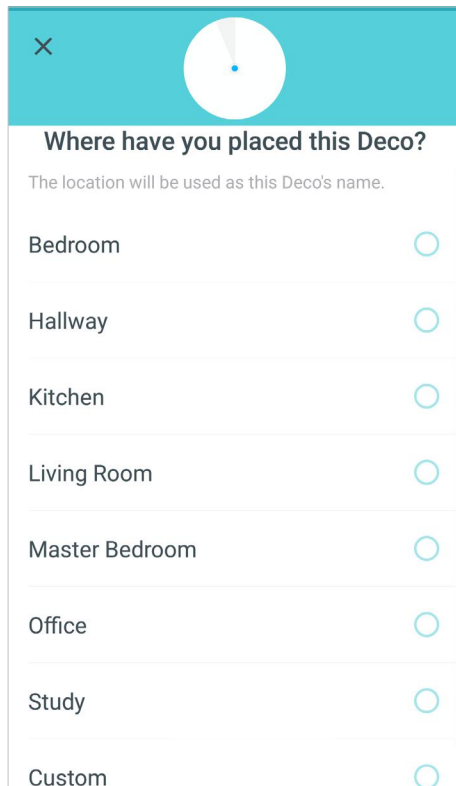 Where have you placed this Deco?
The location will be used as this Deco's name.
Bedroom
Hallway
Kitchen
Living Room
Master Bedroom
Office
Study
Custom